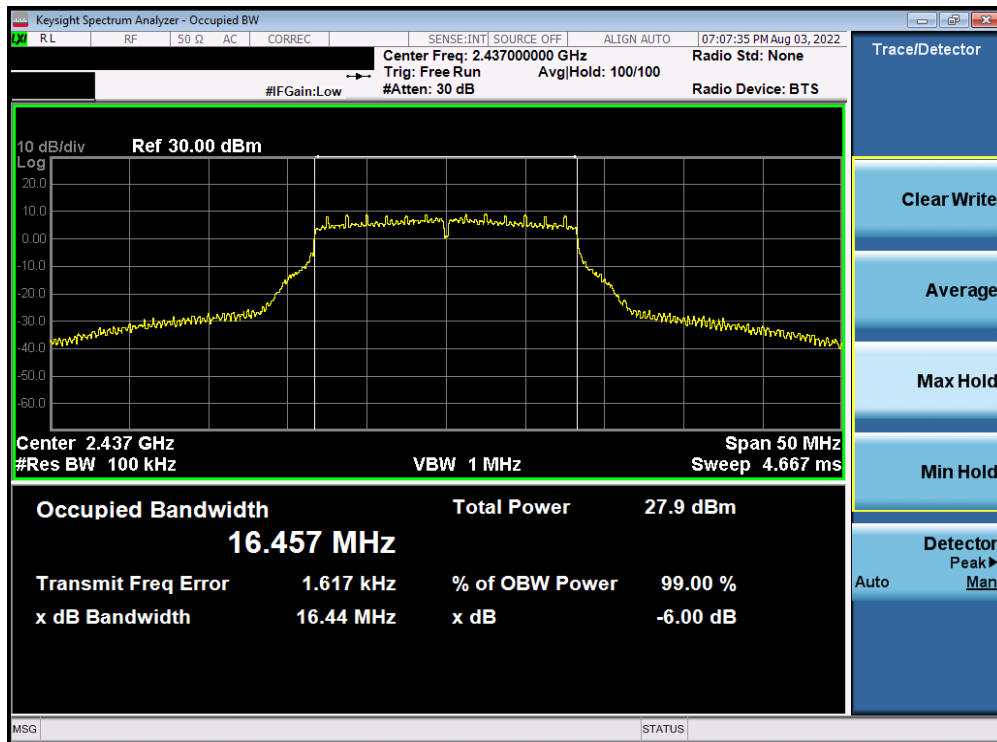 Keysight Spectrum Analyzer - Occupied BW
LXI RL RF 50 Ω AC CORREC SENSE:INT SOURCE OFF ALIGN AUTO 07:07:35 PM Aug 03, 2022
Center Freq: 2.437000000 GHz Radio Std: None
Trig: Free Run Avg|Hold: 100/100
#IFGain:Low #Atten: 30 dB Radio Device: BTS
10 dB/div Ref 30.00 dBm
Log
20.0
10.0
0.00
-10.0
-20.0
-30.0
-40.0
-50.0
-60.0
Center 2.437 GHz Span 50 MHz
#Res BW 100 kHz VBW 1 MHz Sweep 4.667 ms
Occupied Bandwidth Total Power 27.9 dBm
16.457 MHz
Transmit Freq Error 1.617 kHz % of OBW Power 99.00 %
x dB Bandwidth 16.44 MHz x dB -6.00 dB
MSG STATUS
Trace/Detector
Clear Write
Average
Max Hold
Min Hold
Detector
Peak▶
Auto Man